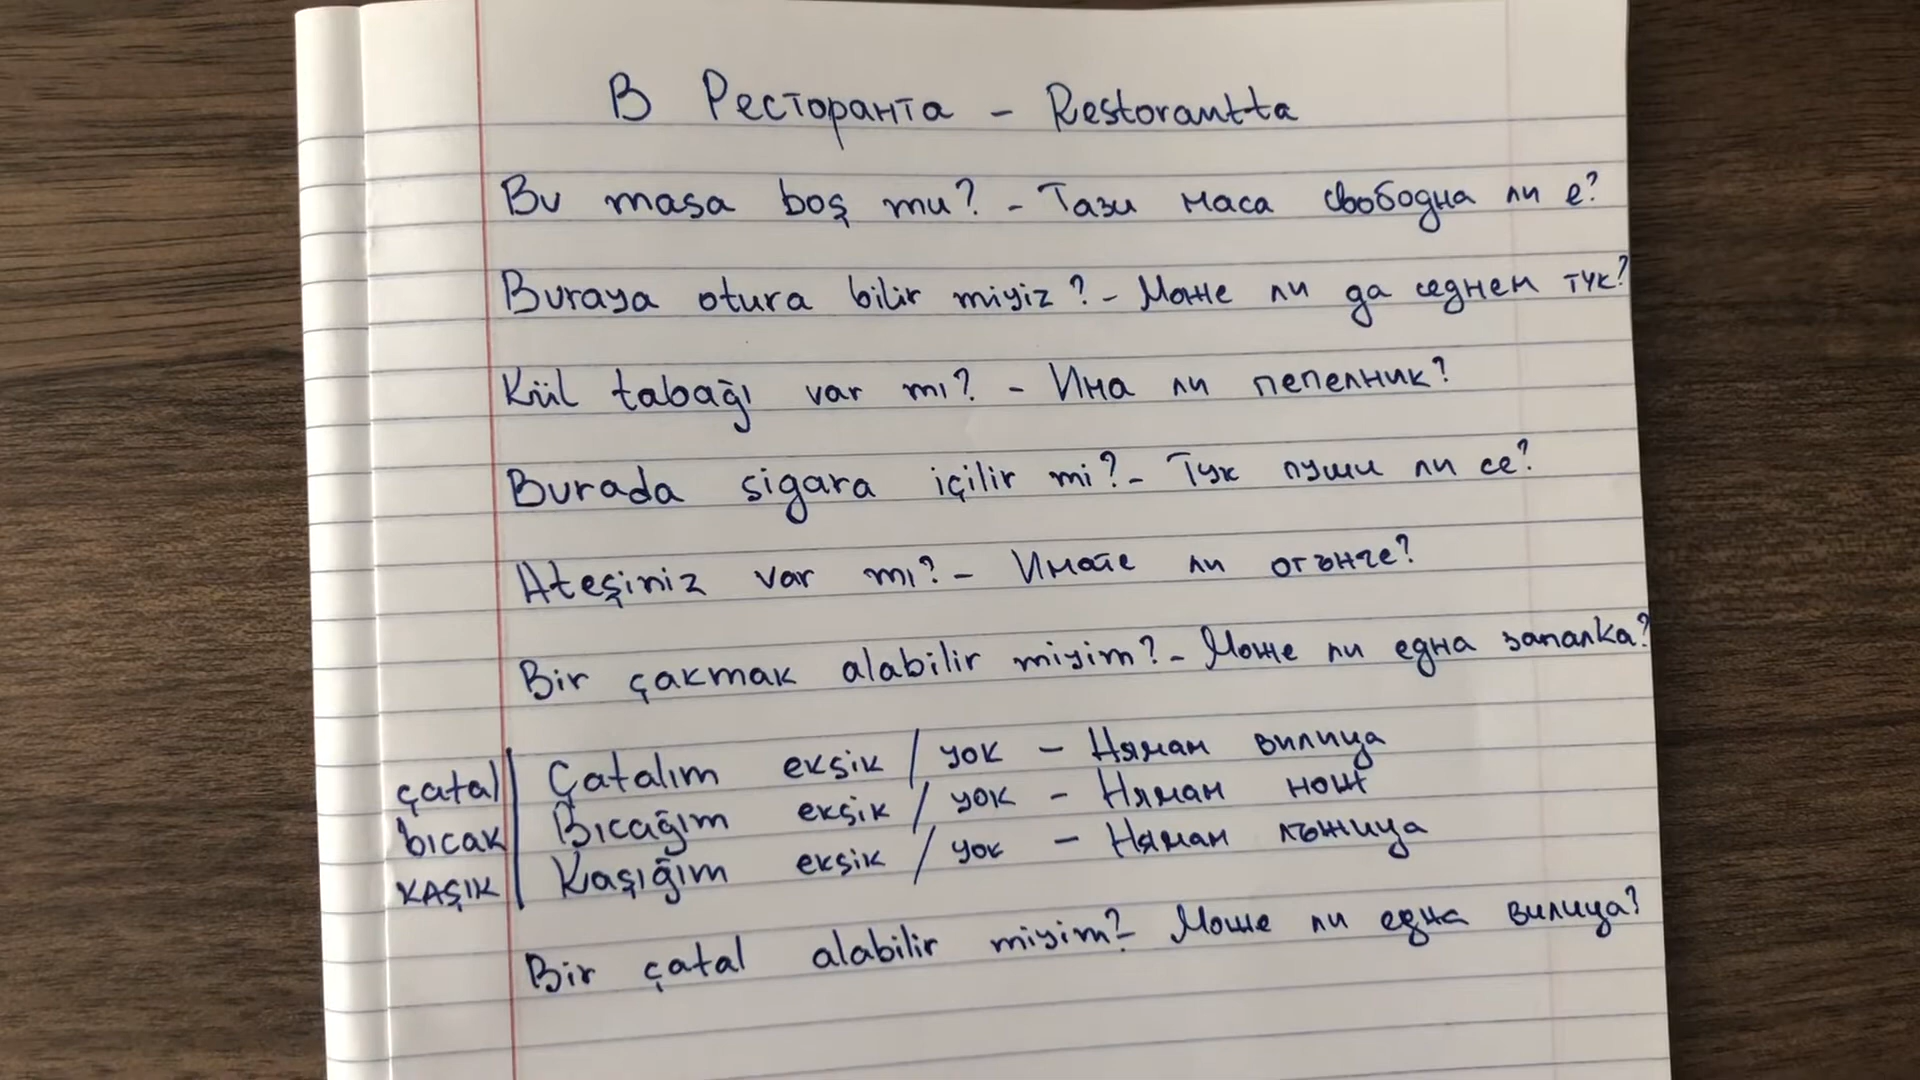 В Ресторанта - Restorantta
Bu masa boş mu? - Тази маса свободна ли е?
Buraya otura bilir miyiz? - Може ли да седнем тук?
Kül tabağı var mı? - Има ли пепелник?
Burada sigara içilir mi? - Тук пуши ли се?
Ateşiniz var mı? - Имате ли огънче?
Bir çakmak alabilir miyim? - Може ли една запалка?
çatal | Çatalım eksik / yok - Нямам вилица
bıcak | Bıcağım eksik / yok - Нямам нож
KAŞIK | Kaşığım eksik / yok - Нямам лъжица
Bir çatal alabilir miyim? - Може ли една вилица?